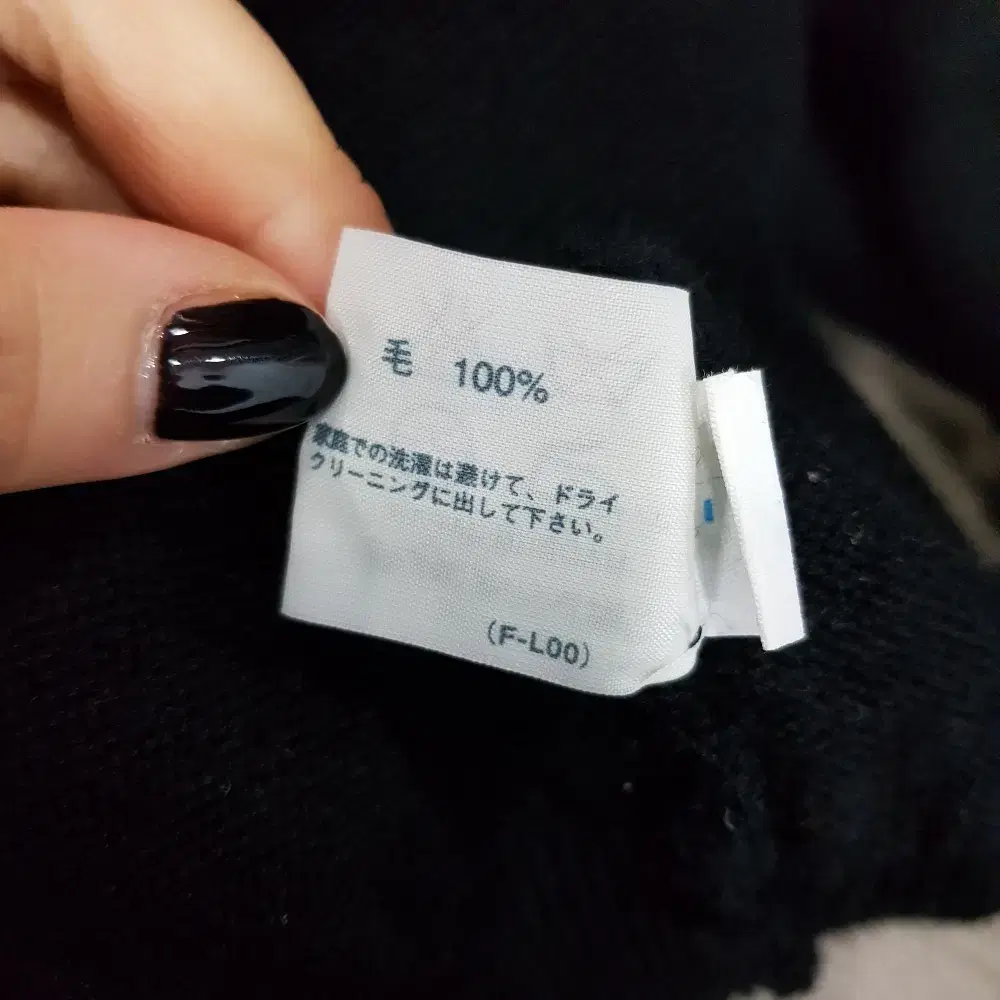 毛 100%
家庭での洗濯は避けて、ドライ
クリーニングに出して下さい。
(F-L00)